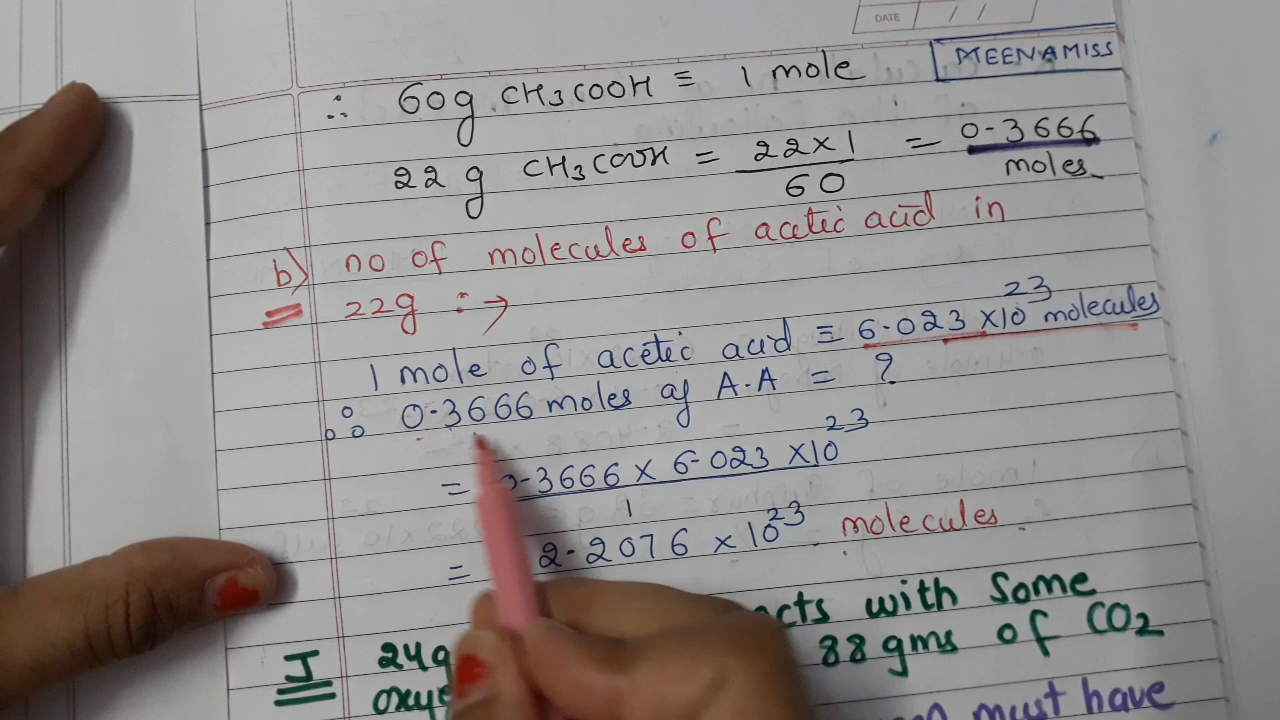 DATE / /
MEENAMISS
∴ 60g CH3COOH = 1 mole
22 g CH3COOH = 22×1 / 60 = 0.3666 moles
b) no of molecules of acetic acid in
22g :→
1 mole of acetic acid = 6.023 ×10^23 molecules
∴ 0.3666 moles of A.A = ?
= 0.3666 × 6.023 ×10^23 / 1
= 2.2076 ×10^23 molecules.
I 24g with some
88 gms of CO2
must have